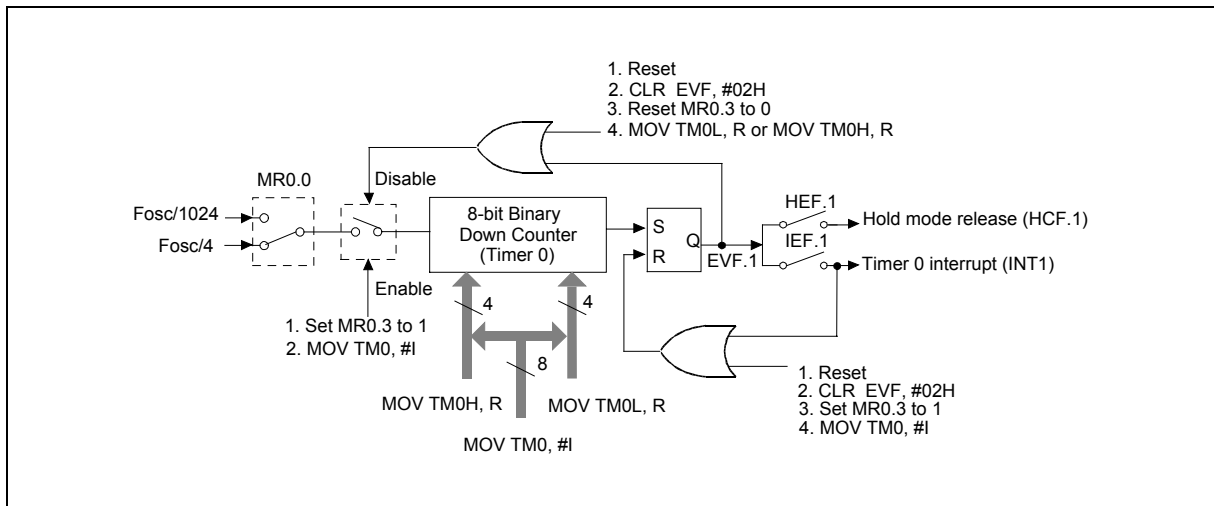 1. Reset
2. CLR EVF, #02H
3. Reset MR0.3 to 0
4. MOV TM0L, R or MOV TM0H, R
Disable
MR0.0
Fosc/1024
Fosc/4
8-bit Binary
Down Counter
(Timer 0)
S
Q
R
EVF.1
HEF.1
Hold mode release (HCF.1)
IEF.1
Timer 0 interrupt (INT1)
Enable
1. Set MR0.3 to 1
2. MOV TM0, #I
4
4
8
MOV TM0H, R
MOV TM0L, R
MOV TM0, #I
1. Reset
2. CLR EVF, #02H
3. Set MR0.3 to 1
4. MOV TM0, #I